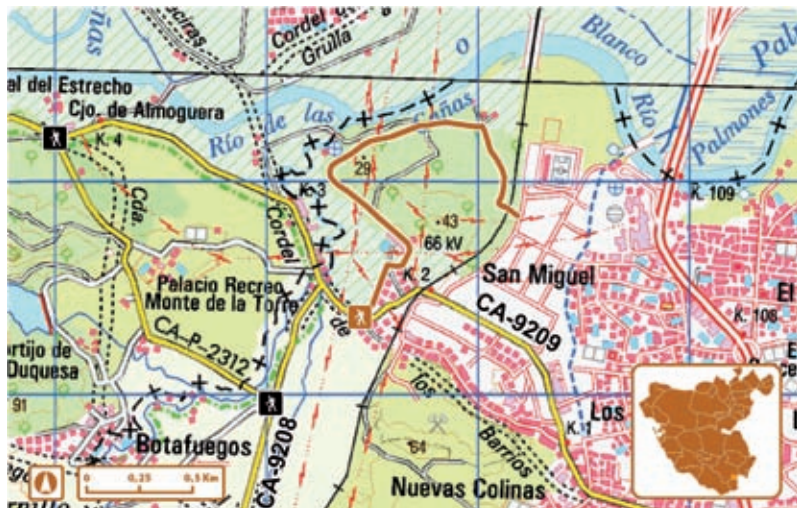 Cordel de
Grulla
Río
Blanco
o
al del Estrecho
Cjo. de Almoguera
K. 4
Río de las Cañas
Río
Palmones
K. 109
29
K. 3
Cda.
Cordel
43
66 kV
K. 2
San Miguel
Palacio Recreo
Monte de la Torre
de
CA-9209
CA-P-2312
El
K. 108
ortijo de
Duquesa
91
los
Barrios
Los
K. 1
Botafuegos
CA-9208
64
Nuevas Colinas
0 0,25 0,5 Km